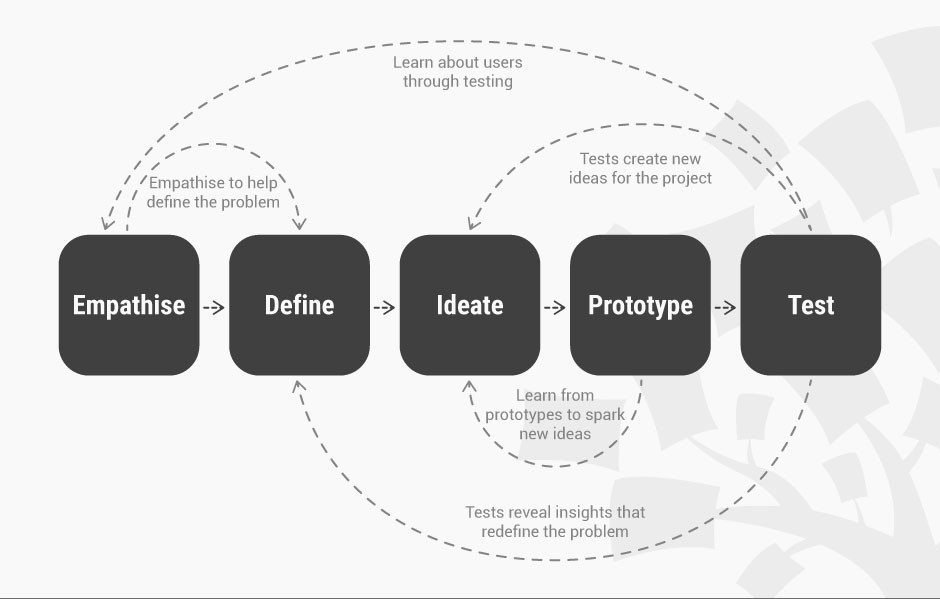 Learn about users
through testing
Tests create new
ideas for the project
Empathise to help
define the problem
Empathise
Define
Ideate
Prototype
Test
Learn from
prototypes to spark
new ideas
Tests reveal insights that
redefine the problem